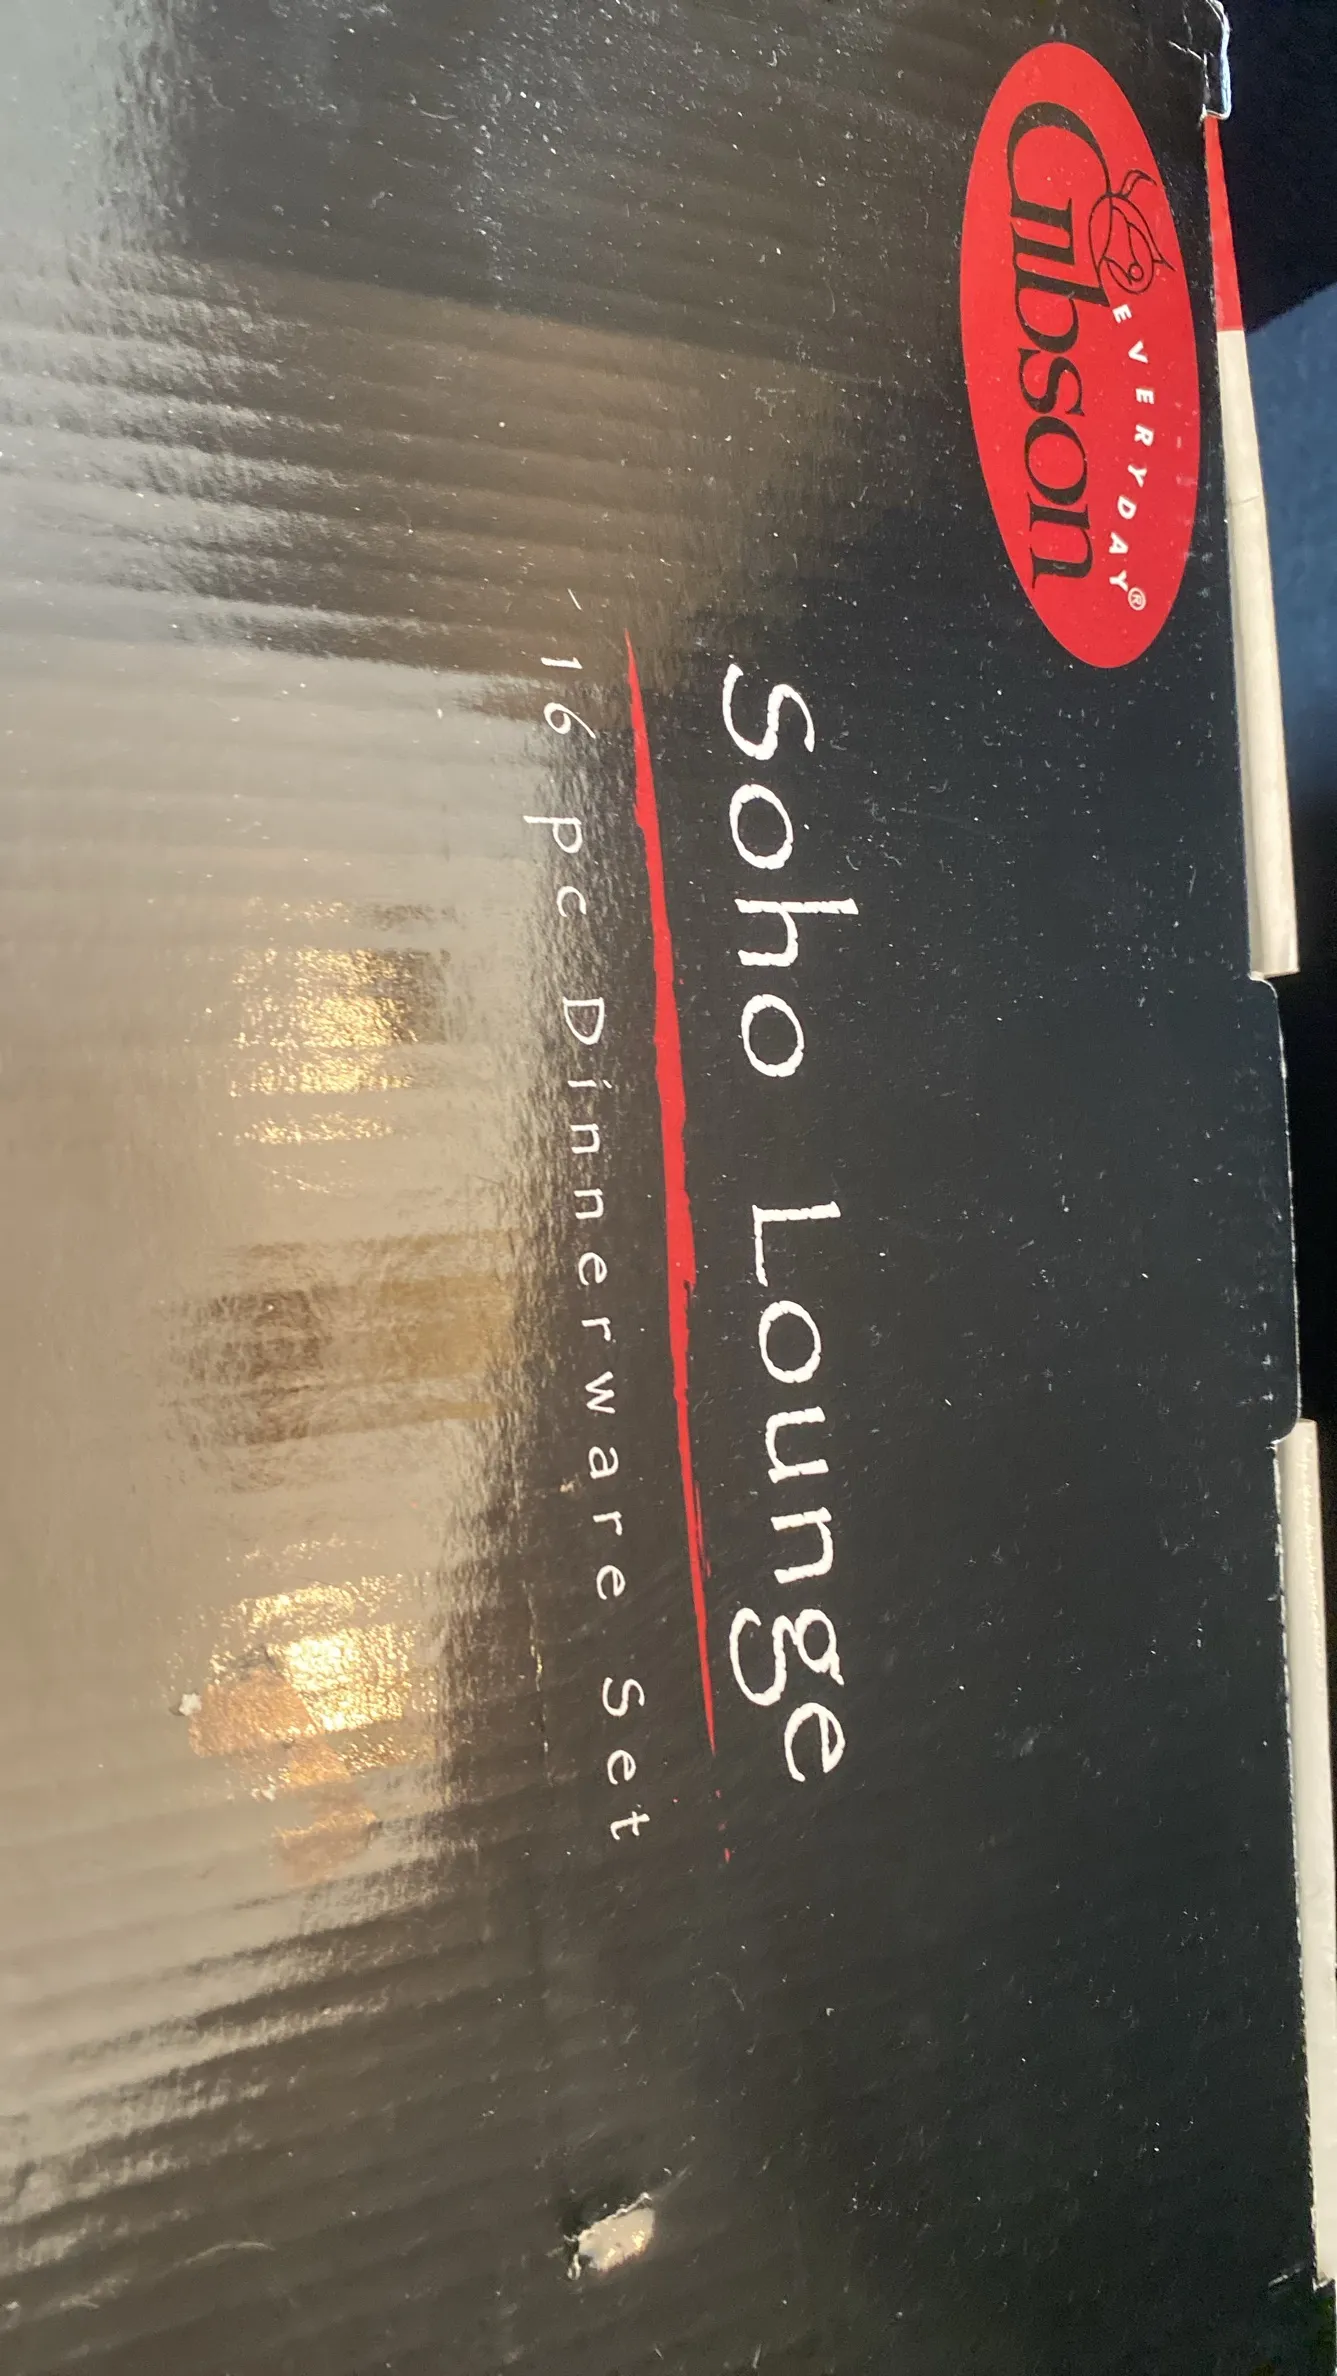 Gibson
EVERYDAY®
Soho Lounge
16 pc Dinnerware Set